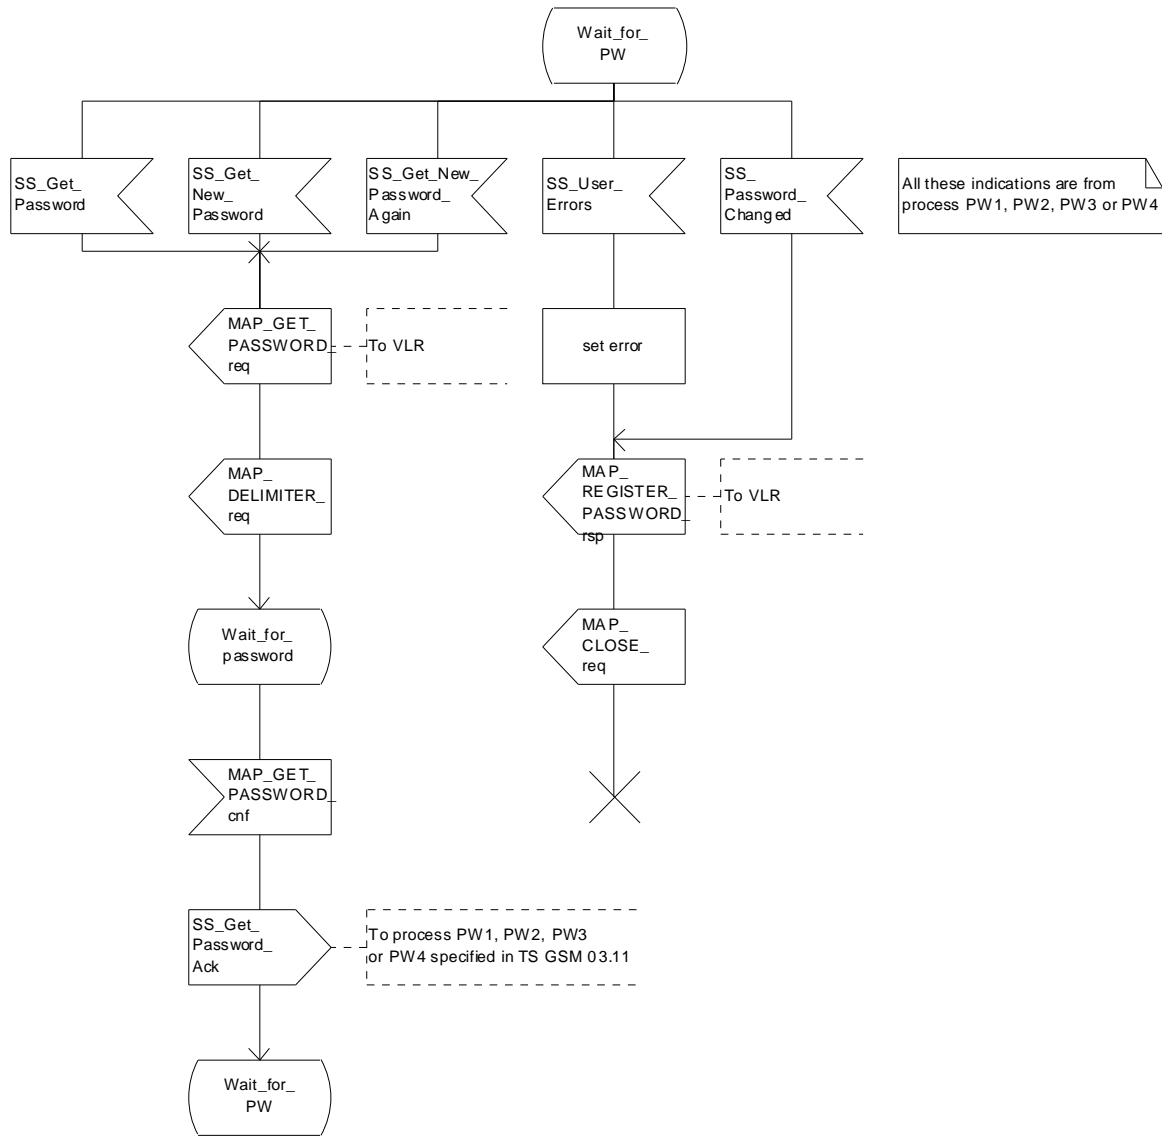 Wait_for_
PW
SS_Get_
Password
SS_Get_
New_
Password
SS_Get_New_
Password_
Again
SS_User_
Errors
SS_
Password_
Changed
All these indications are from
process PW1, PW2, PW3 or PW4
MAP_GET_
PASSWORD_
req
To VLR
set error
MAP_
DELIMITER_
req
MAP_
REGISTER_
PASSWORD_
rsp
To VLR
Wait_for_
password
MAP_
CLOSE_
req
MAP_GET_
PASSWORD_
cnf
SS_Get_
Password_
Ack
To process PW1, PW2, PW3
or PW4 specified in TS GSM 03.11
Wait_for_
PW